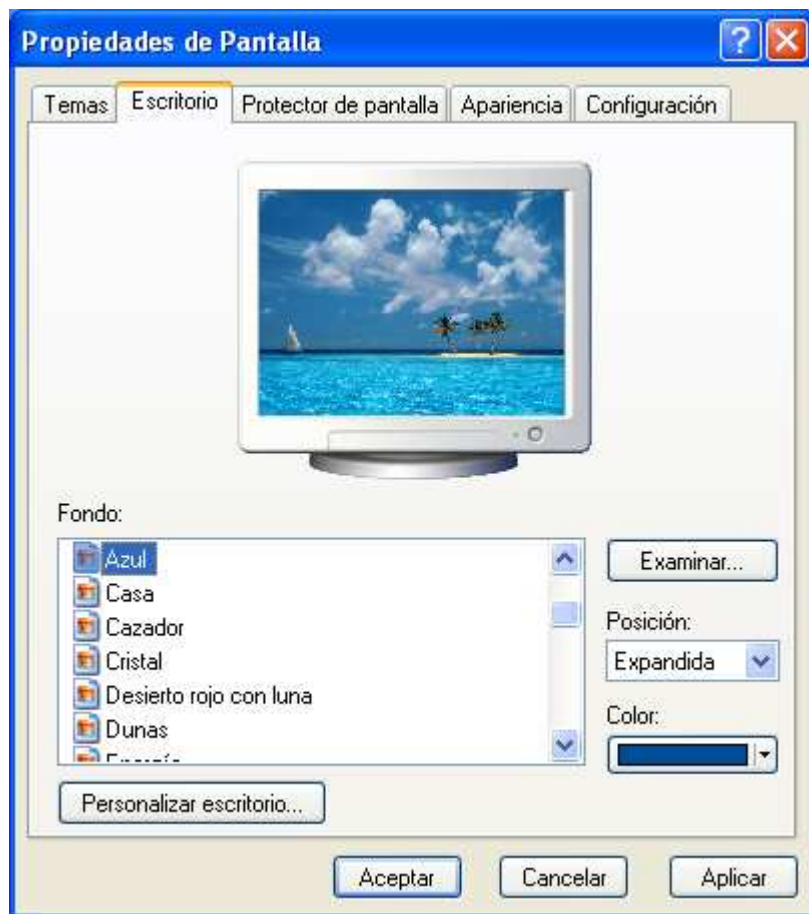 Propiedades de Pantalla
Temas Escritorio Protector de pantalla Apariencia Configuración
Fondo:
Azul
Casa
Cazador
Cristal
Desierto rojo con luna
Dunas
Examinar...
Posición:
Expandida
Color:
Personalizar escritorio...
Aceptar Cancelar Aplicar